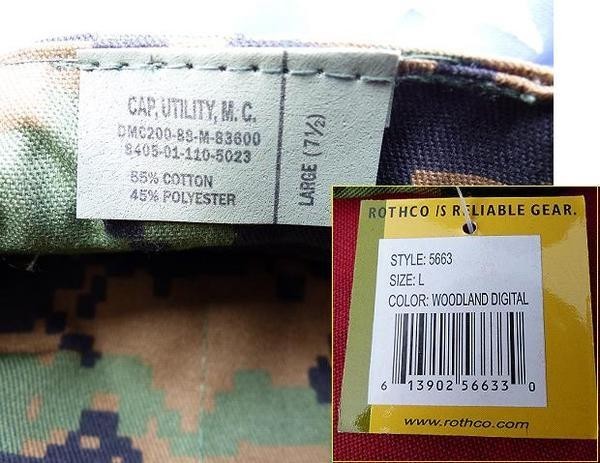 CAP, UTILITY, M. C.
DMC200-88-M-83600
8405-01-110-5023
55% COTTON
45% POLYESTER
LARGE (7½)
ROTHCO IS RELIABLE GEAR.
STYLE: 5663
SIZE: L
COLOR: WOODLAND DIGITAL
6 13902 56633 0
www.rothco.com